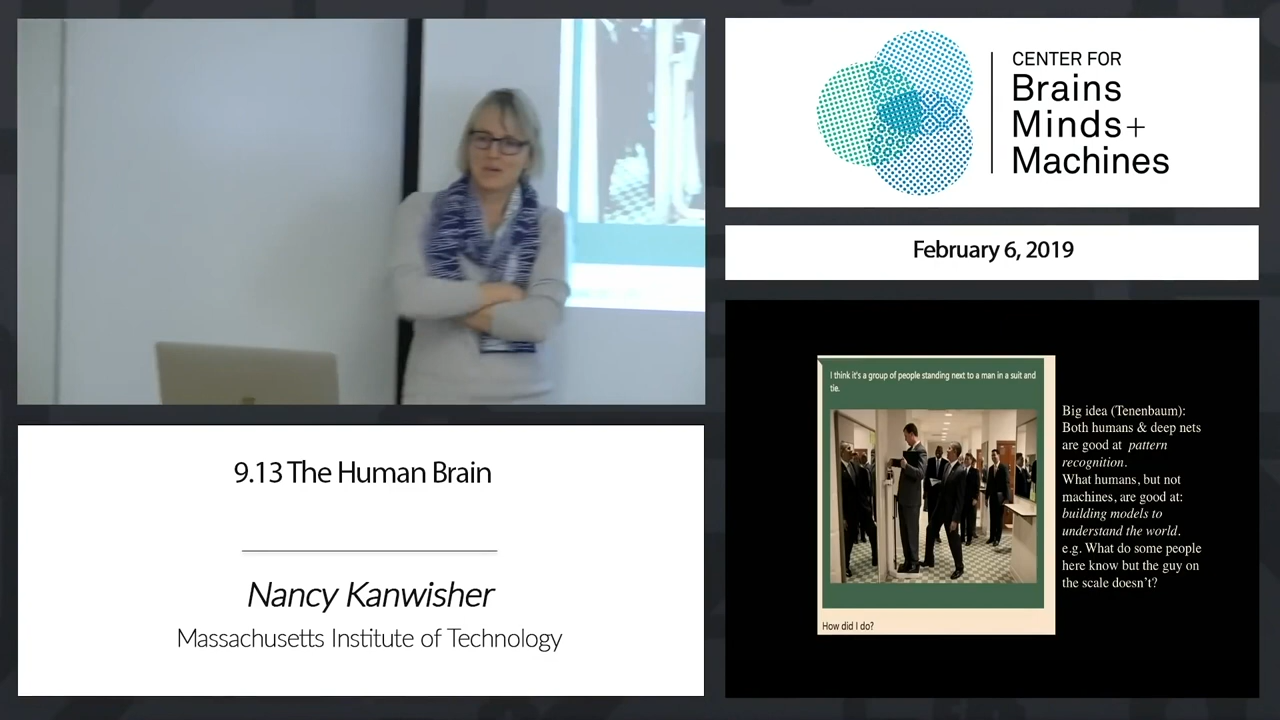 CENTER FOR
Brains
Minds+
Machines
February 6, 2019
9.13 The Human Brain
Nancy Kanwisher
Massachusetts Institute of Technology
I think it's a group of people standing next to a man in a suit and
tie.
How did I do?
Big idea (Tenenbaum):
Both humans & deep nets
are good at pattern
recognition.
What humans, but not
machines, are good at:
building models to
understand the world.
e.g. What do some people
here know but the guy on
the scale doesn't?